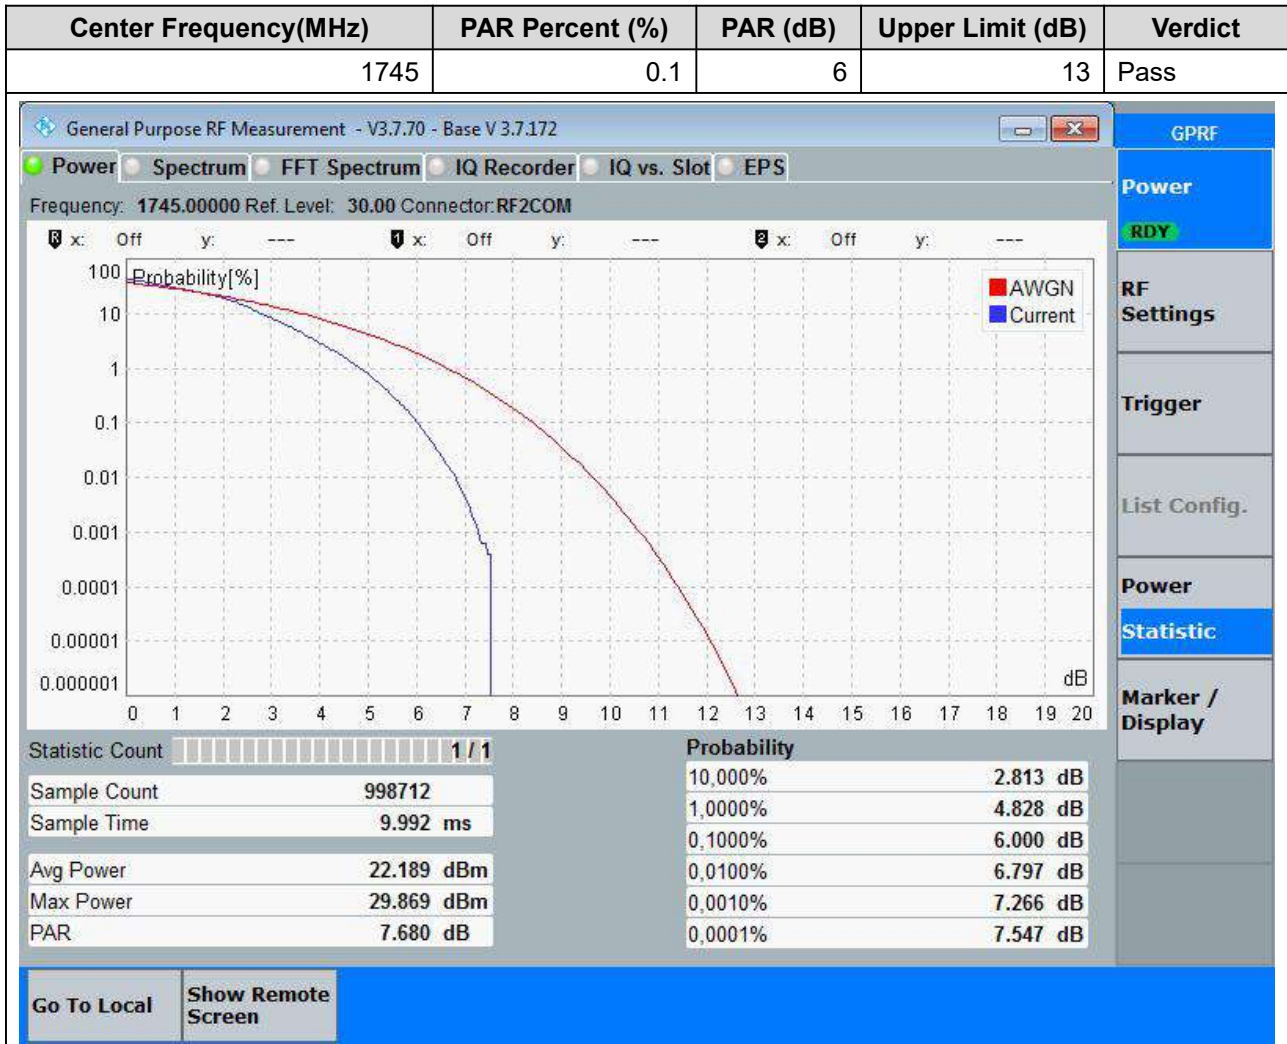 Center Frequency(MHz) PAR Percent (%) PAR (dB) Upper Limit (dB) Verdict
1745 0.1 6 13 Pass
General Purpose RF Measurement - V3.7.70 - Base V 3.7.172
GPRF
Power Spectrum FFT Spectrum IQ Recorder IQ vs. Slot EPS
Frequency: 1745.00000 Ref. Level: 30.00 Connector:RF2COM
R x: Off y: --- 1 x: Off y: --- 2 x: Off y: ---
Probability[%]
100
10
1
0.1
0.01
0.001
0.0001
0.00001
0.000001
AWGN
Current
dB
0 1 2 3 4 5 6 7 8 9 10 11 12 13 14 15 16 17 18 19 20
Statistic Count 1 / 1
Sample Count 998712
Sample Time 9.992 ms
Avg Power 22.189 dBm
Max Power 29.869 dBm
PAR 7.680 dB
Probability
10,000% 2.813 dB
1,0000% 4.828 dB
0,1000% 6.000 dB
0,0100% 6.797 dB
0,0010% 7.266 dB
0,0001% 7.547 dB
Power
RDY
RF
Settings
Trigger
List Config.
Power
Statistic
Marker /
Display
Go To Local
Show Remote
Screen